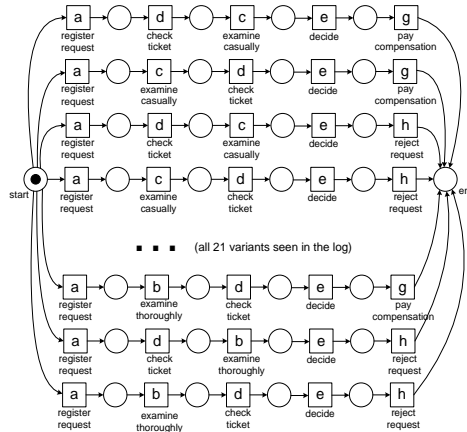 a d c e g
register check examine decide pay
request ticket casually compensation
a c d e g
register examine check decide pay
request casually ticket compensation
a d c e h
register check examine decide reject
request ticket casually request
a c d e h
start
register examine check decide reject
request casually ticket request
(all 21 variants seen in the log)
a b d e g
register examine check decide pay
request thoroughly ticket compensation
a d b e h
register check examine decide reject
request ticket thoroughly request
a b d e h
register examine check decide reject
request thoroughly ticket request